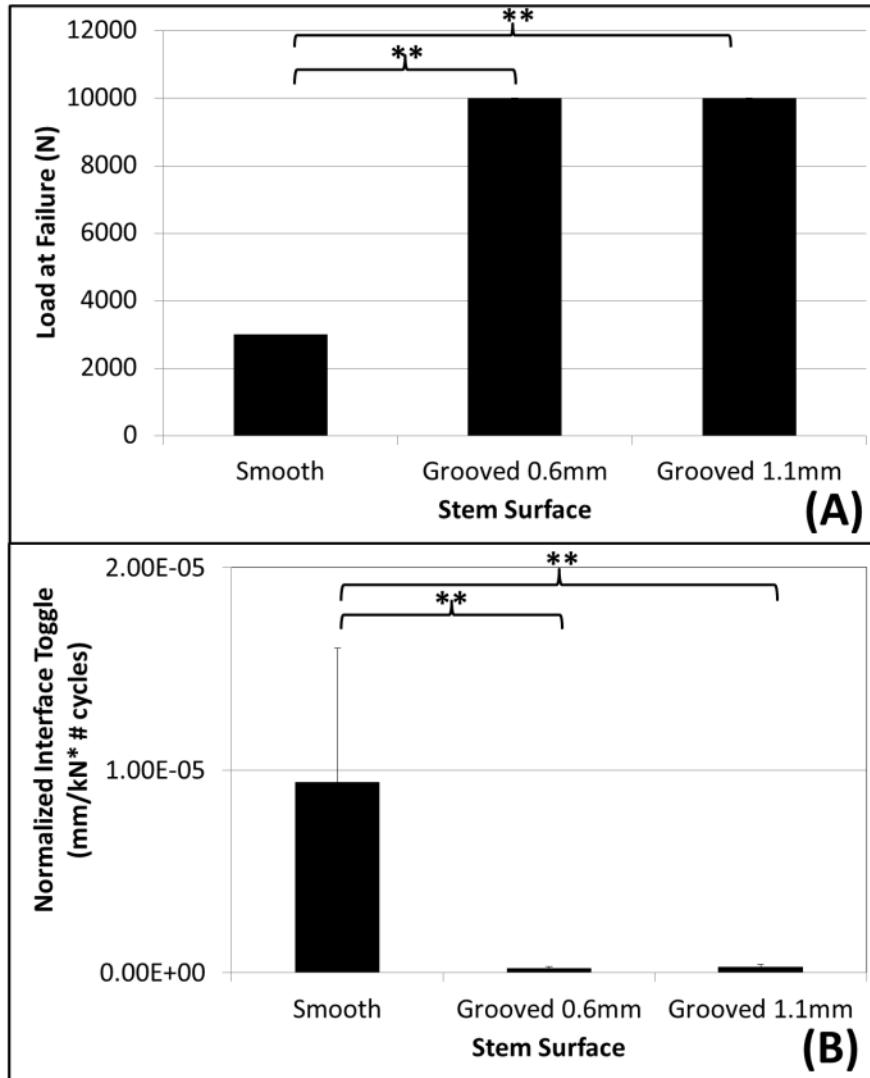 12000
10000
8000
6000
4000
2000
0
Load at Failure (N)
**
**
Smooth Grooved 0.6mm Grooved 1.1mm
Stem Surface
(A)
2.00E-05
1.00E-05
0.00E+00
Normalized Interface Toggle
(mm/kN* # cycles)
**
**
Smooth Grooved 0.6mm Grooved 1.1mm
Stem Surface
(B)